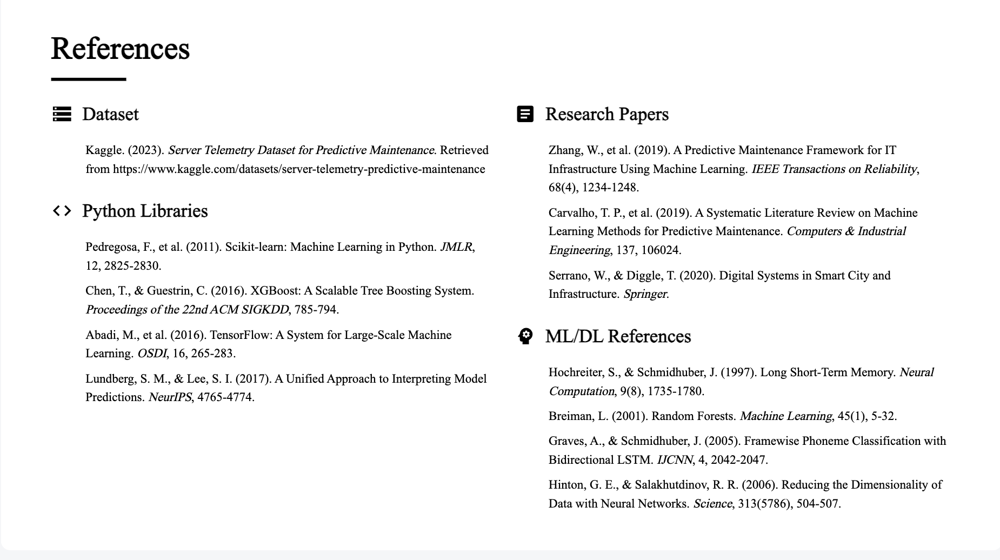 References
Dataset
Kaggle. (2023). Server Telemetry Dataset for Predictive Maintenance. Retrieved
from https://www.kaggle.com/datasets/server-telemetry-predictive-maintenance
Python Libraries
Pedregosa, F., et al. (2011). Scikit-learn: Machine Learning in Python. JMLR,
12, 2825-2830.
Chen, T., & Guestrin, C. (2016). XGBoost: A Scalable Tree Boosting System.
Proceedings of the 22nd ACM SIGKDD, 785-794.
Abadi, M., et al. (2016). TensorFlow: A System for Large-Scale Machine
Learning. OSDI, 16, 265-283.
Lundberg, S. M., & Lee, S. I. (2017). A Unified Approach to Interpreting Model
Predictions. NeurIPS, 4765-4774.
Research Papers
Zhang, W., et al. (2019). A Predictive Maintenance Framework for IT
Infrastructure Using Machine Learning. IEEE Transactions on Reliability,
68(4), 1234-1248.
Carvalho, T. P., et al. (2019). A Systematic Literature Review on Machine
Learning Methods for Predictive Maintenance. Computers & Industrial
Engineering, 137, 106024.
Serrano, W., & Diggle, T. (2020). Digital Systems in Smart City and
Infrastructure. Springer.
ML/DL References
Hochreiter, S., & Schmidhuber, J. (1997). Long Short-Term Memory. Neural
Computation, 9(8), 1735-1780.
Breiman, L. (2001). Random Forests. Machine Learning, 45(1), 5-32.
Graves, A., & Schmidhuber, J. (2005). Framewise Phoneme Classification with
Bidirectional LSTM. IJCNN, 4, 2042-2047.
Hinton, G. E., & Salakhutdinov, R. R. (2006). Reducing the Dimensionality of
Data with Neural Networks. Science, 313(5786), 504-507.